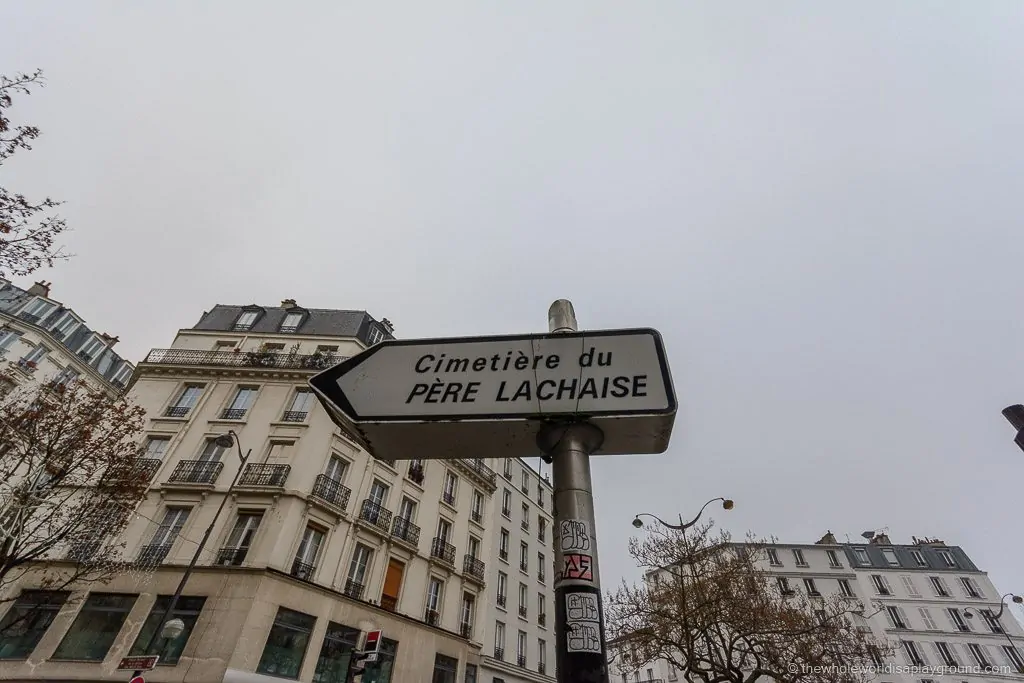 Cimetière du
PÈRE LACHAISE
© thewholeworldisaplayground.com